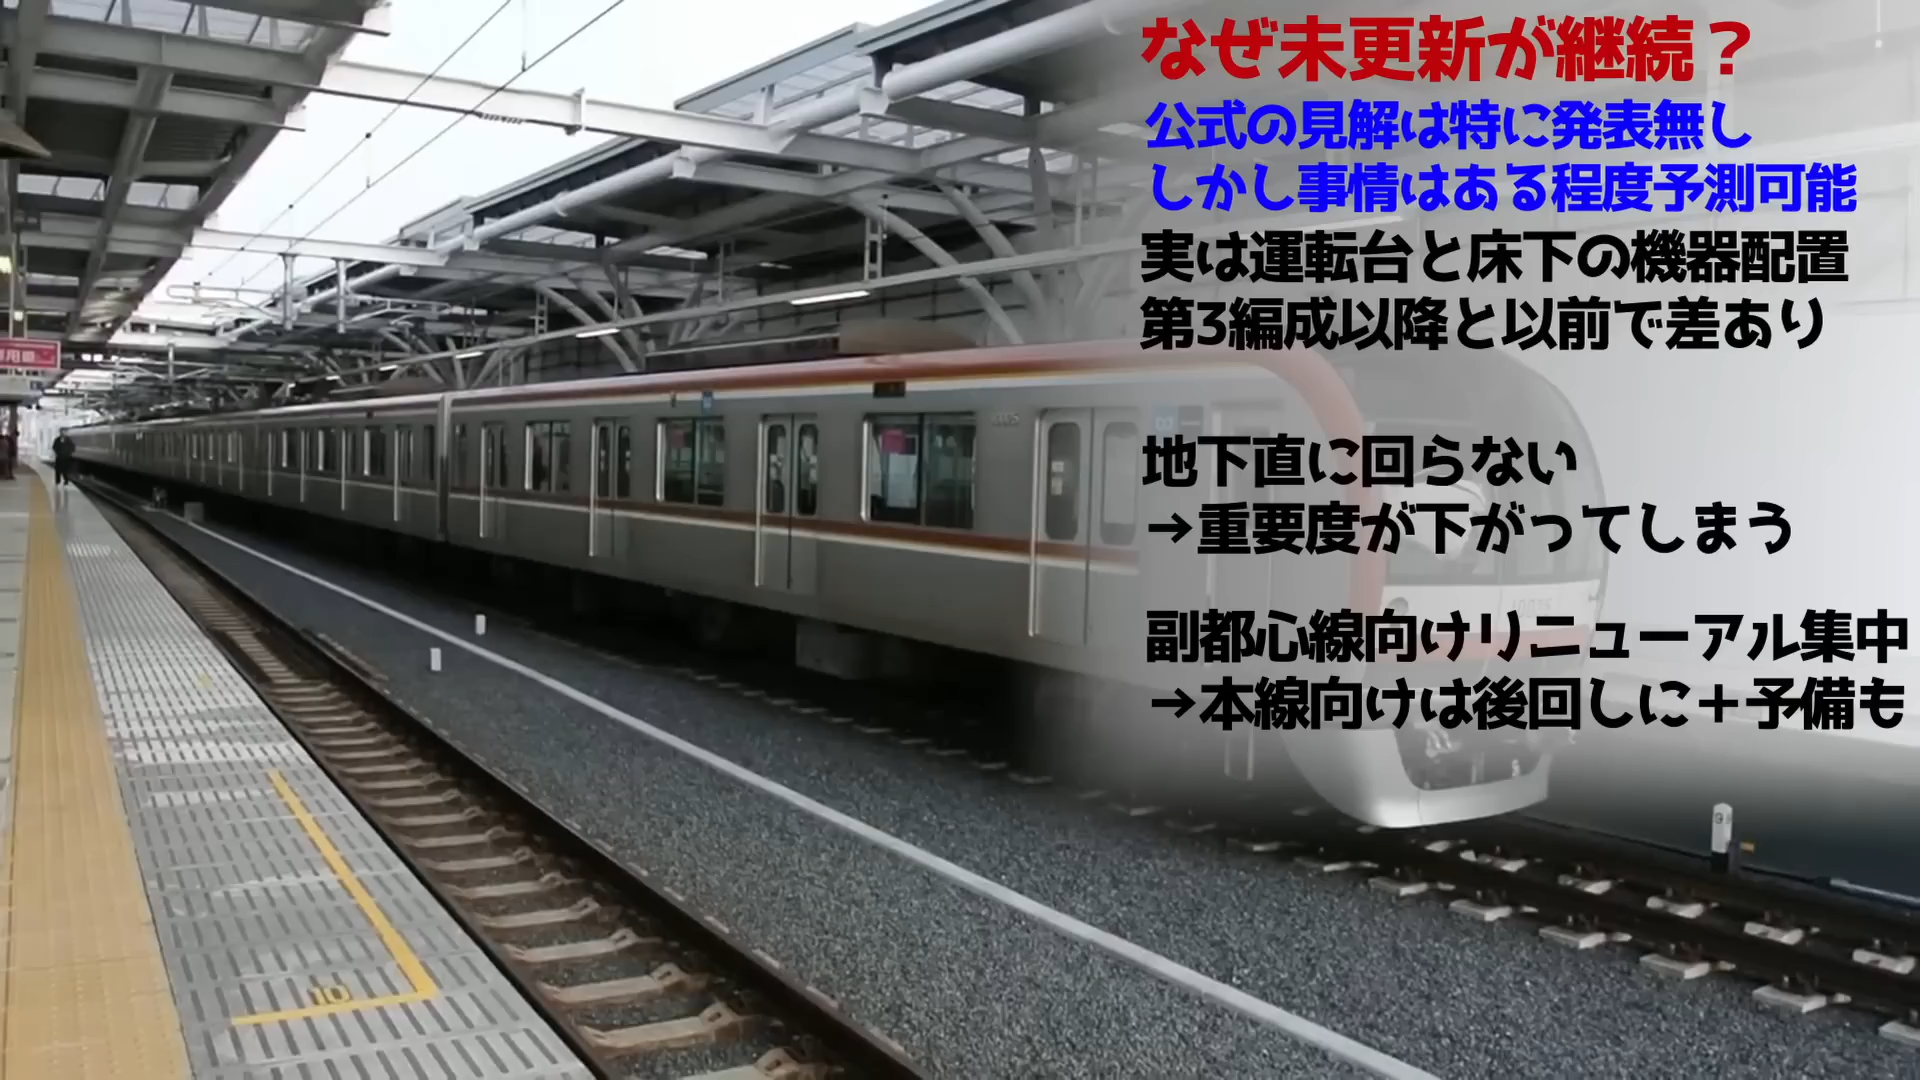 なぜ未更新が継続？
公式の見解は特に発表無し
しかし事情はある程度予測可能
実は運転台と床下の機器配置
第3編成以降と以前で差あり
地下直に回らない
→重要度が下がってしまう
副都心線向けリニューアル集中
→本線向けは後回しに＋予備も
10